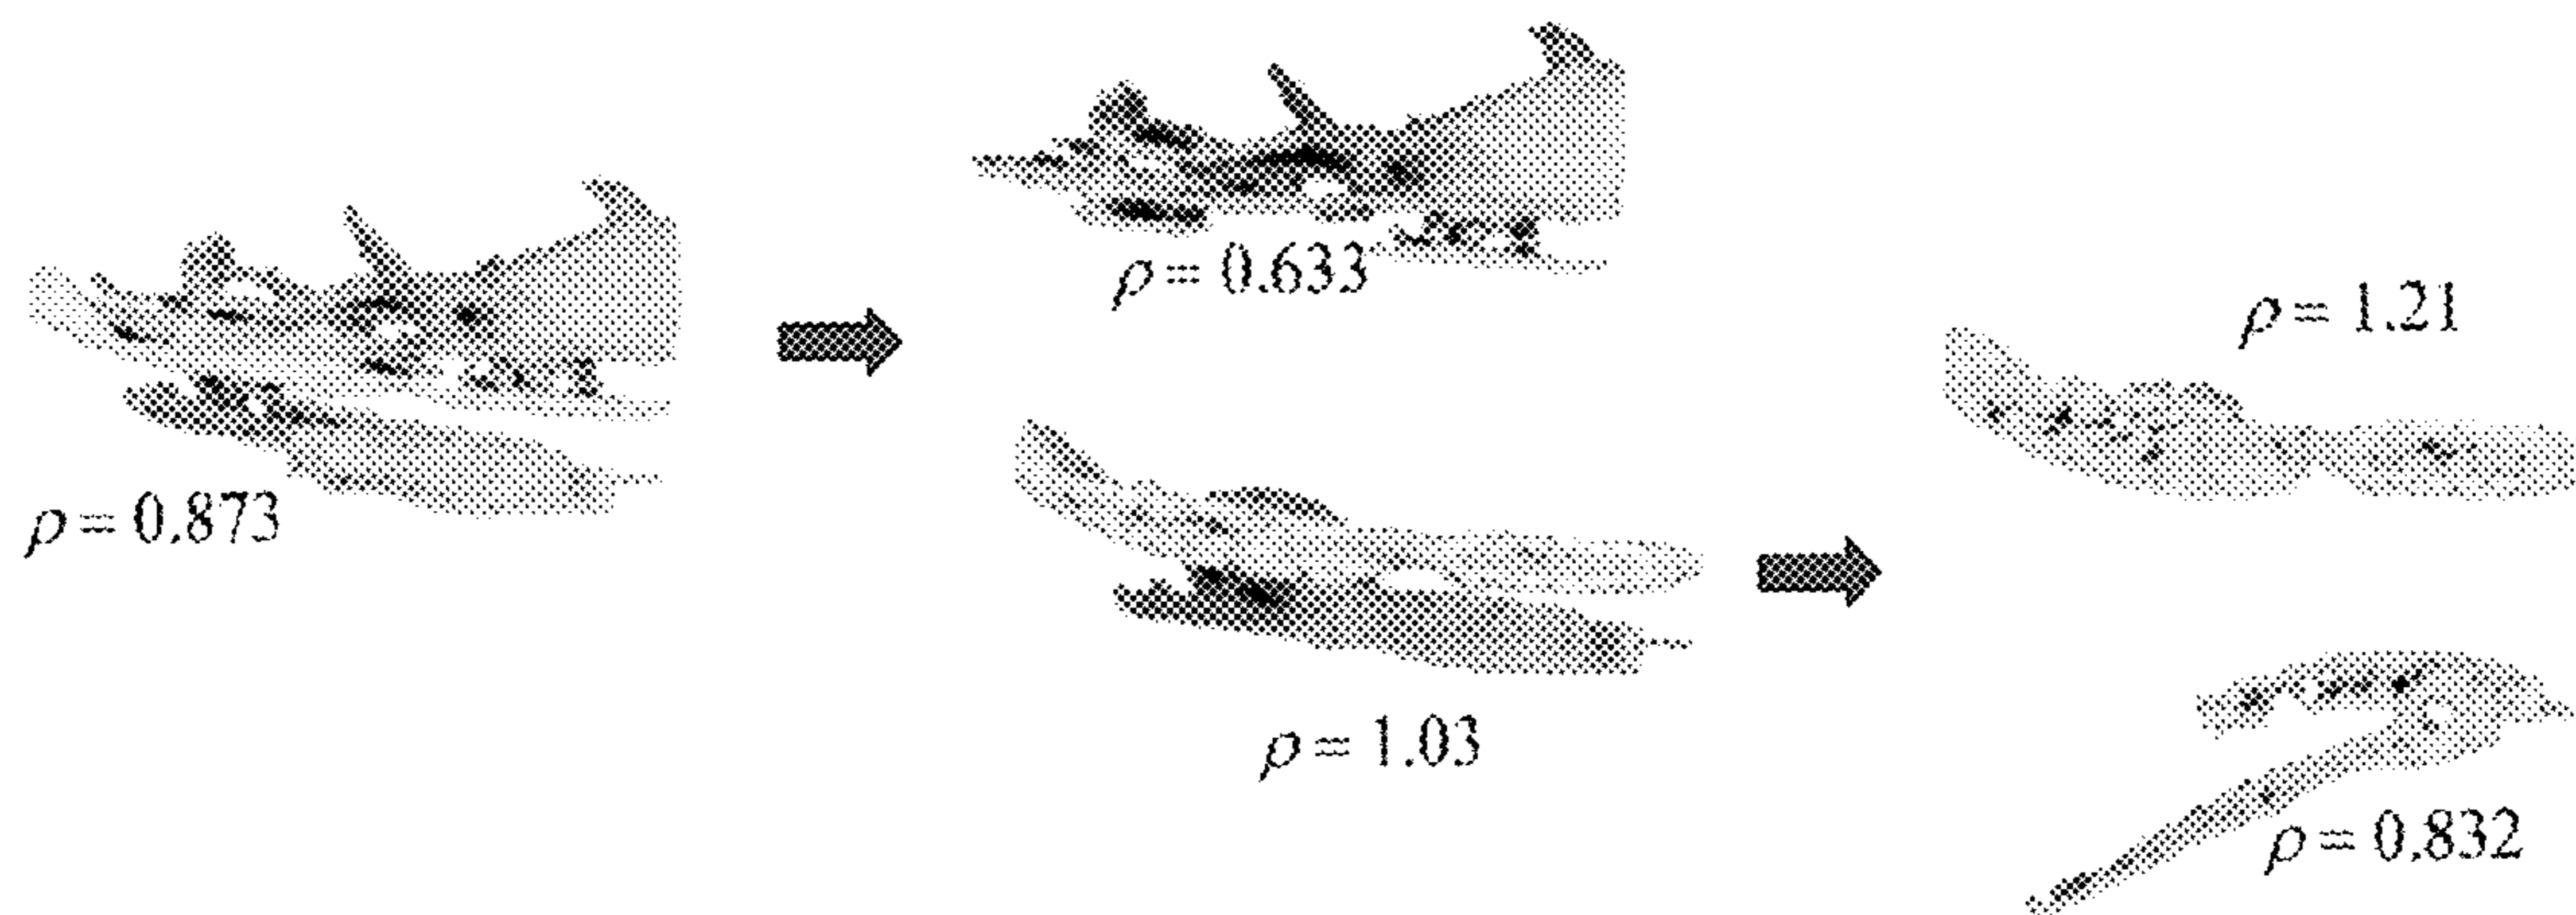 ρ = 0.633
ρ = 1.21
ρ = 0.873
ρ = 1.03
ρ = 0.832